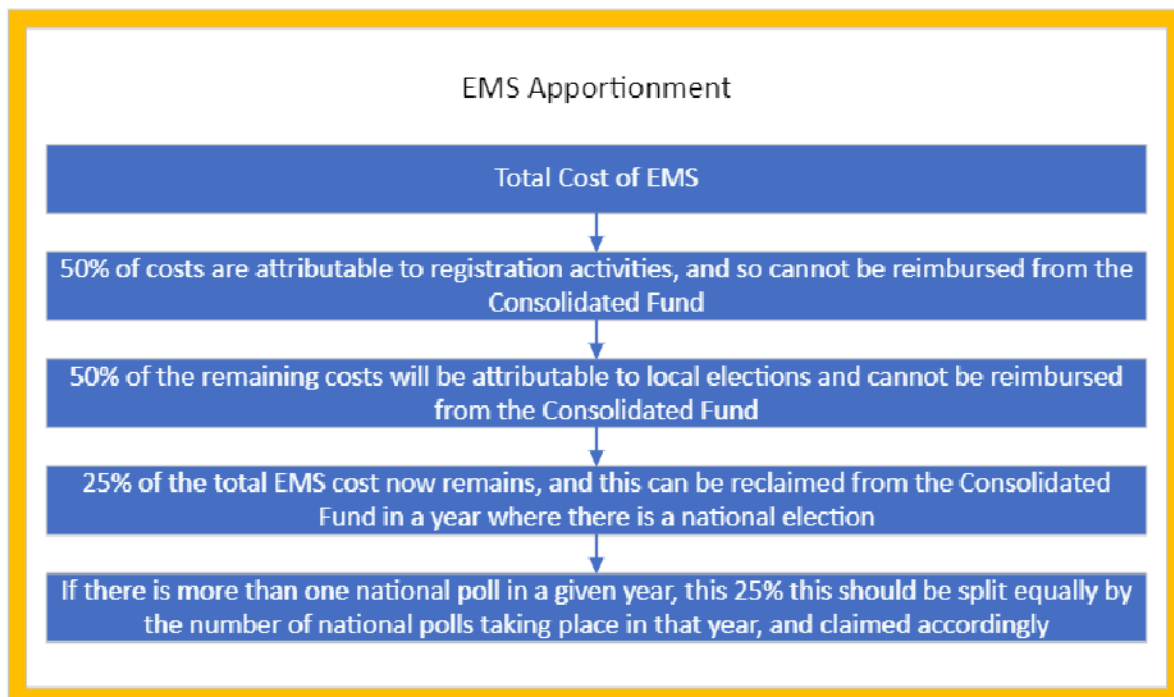 EMS Apportionment
Total Cost of EMS
50% of costs are attributable to registration activities, and so cannot be reimbursed from the
Consolidated Fund
50% of the remaining costs will be attributable to local elections and cannot be reimbursed
from the Consolidated Fund
25% of the total EMS cost now remains, and this can be reclaimed from the Consolidated
Fund in a year where there is a national election
If there is more than one national poll in a given year, this 25% this should be split equally by
the number of national polls taking place in that year, and claimed accordingly